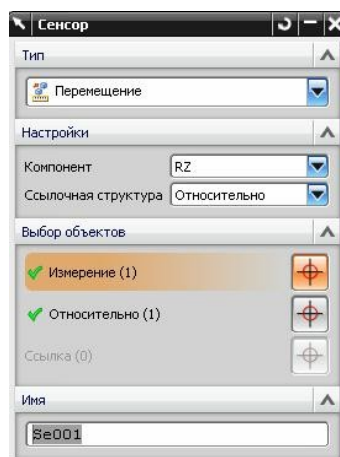 Сенсор
Тип
Перемещение
Настройки
Компонент RZ
Ссылочная структура Относительно
Выбор объектов
Измерение (1)
Относительно (1)
Ссылка (0)
Имя
Se001